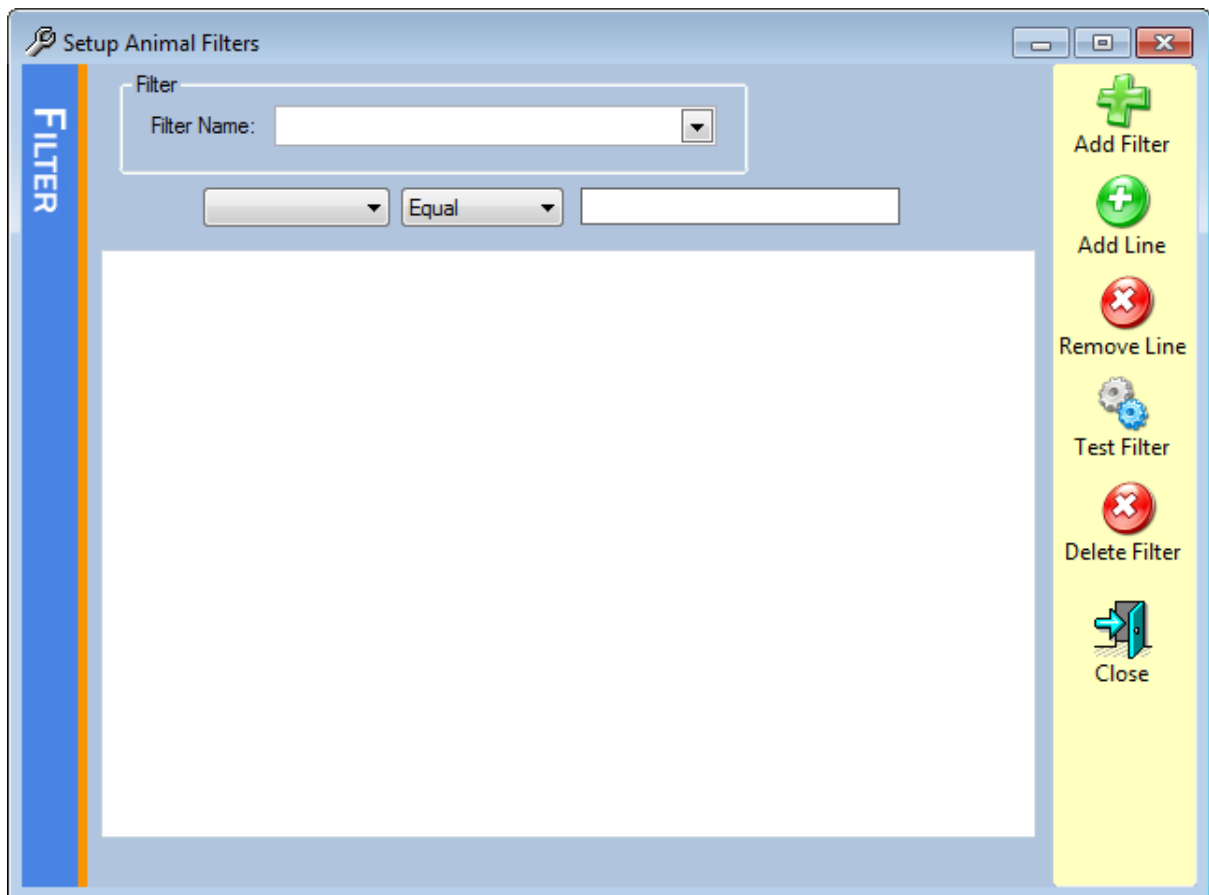 Setup Animal Filters
FILTER
Filter
Filter Name:
Equal
Add Filter
Add Line
Remove Line
Test Filter
Delete Filter
Close